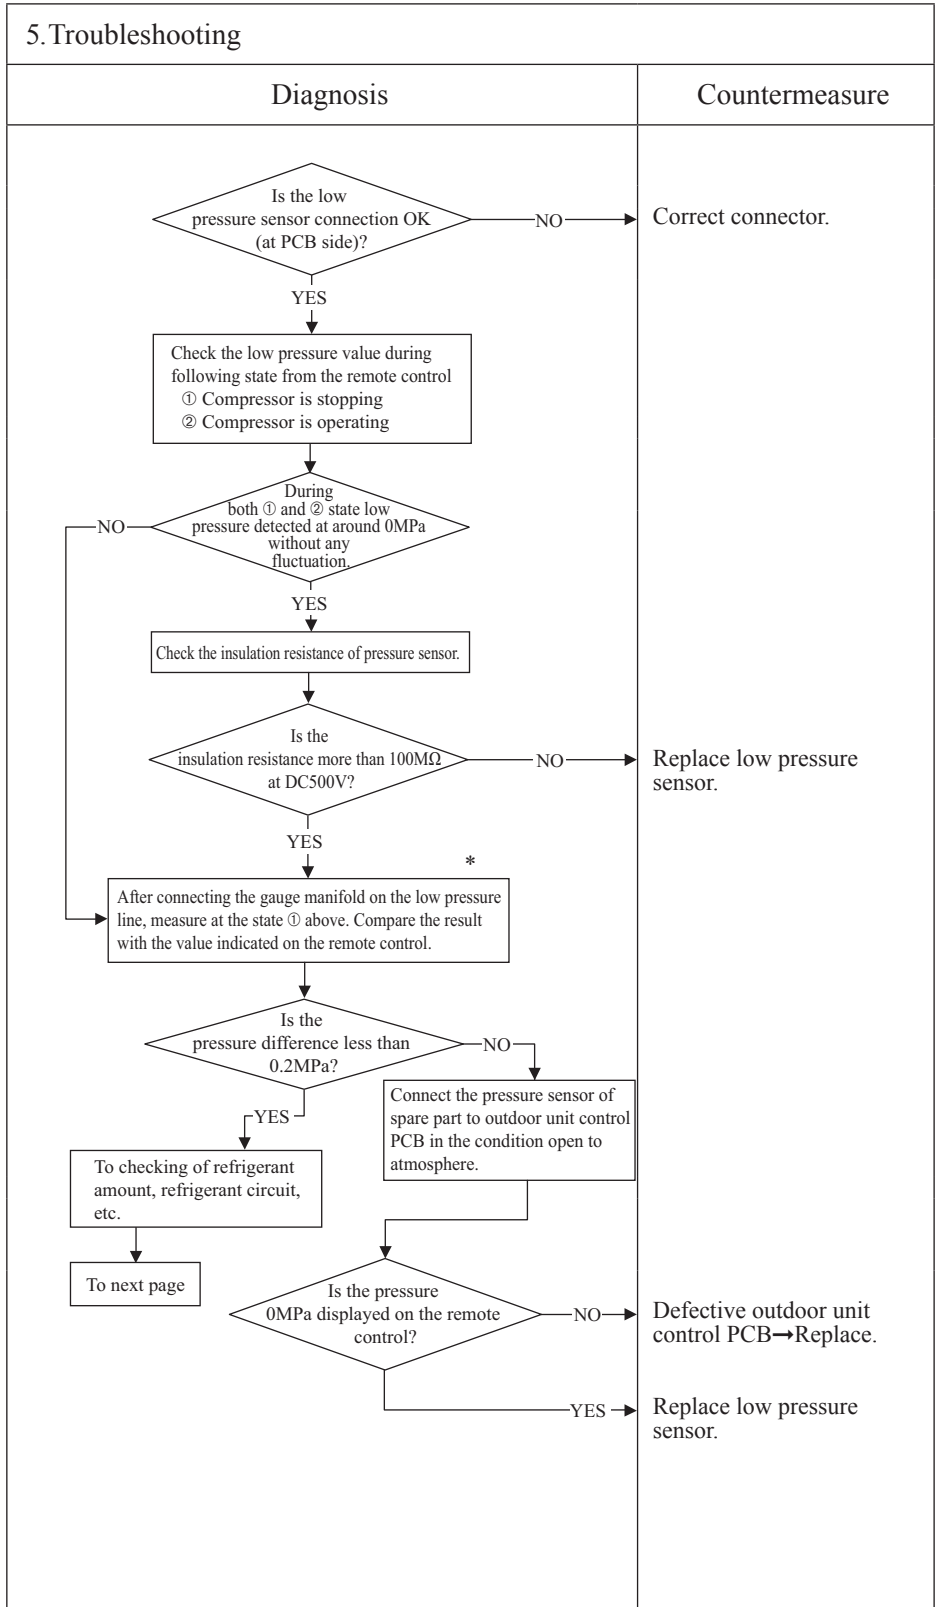 5.Troubleshooting
Diagnosis
Countermeasure
Is the low
pressure sensor connection OK
(at PCB side)?
NO
Correct connector.
YES
Check the low pressure value during
following state from the remote control
① Compressor is stopping
② Compressor is operating
During
both ① and ② state low
pressure detected at around 0MPa
without any
fluctuation.
NO
YES
Check the insulation resistance of pressure sensor.
Is the
insulation resistance more than 100MΩ
at DC500V?
NO
Replace low pressure
sensor.
YES
*
After connecting the gauge manifold on the low pressure
line, measure at the state ① above. Compare the result
with the value indicated on the remote control.
Is the
pressure difference less than
0.2MPa?
NO
YES
Connect the pressure sensor of
spare part to outdoor unit control
PCB in the condition open to
atmosphere.
To checking of refrigerant
amount, refrigerant circuit,
etc.
To next page
Is the pressure
0MPa displayed on the remote
control?
NO
Defective outdoor unit
control PCB→Replace.
YES
Replace low pressure
sensor.